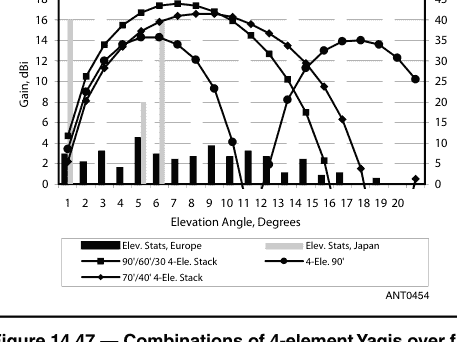 18 45
16 40
14 35
12 30
10 25
8 20
6 15
4 10
2 5
0 0
Gain, dBi
1 2 3 4 5 6 7 8 9 10 11 12 13 14 15 16 17 18 19 20
Elevation Angle, Degrees
Elev. Stats, Europe Elev. Stats, Japan
90'/60'/30 4-Ele. Stack 4-Ele. 90'
70'/40' 4-Ele. Stack
ANT0454
Figure 14.47 — Combinations of 4-element Yagis over f